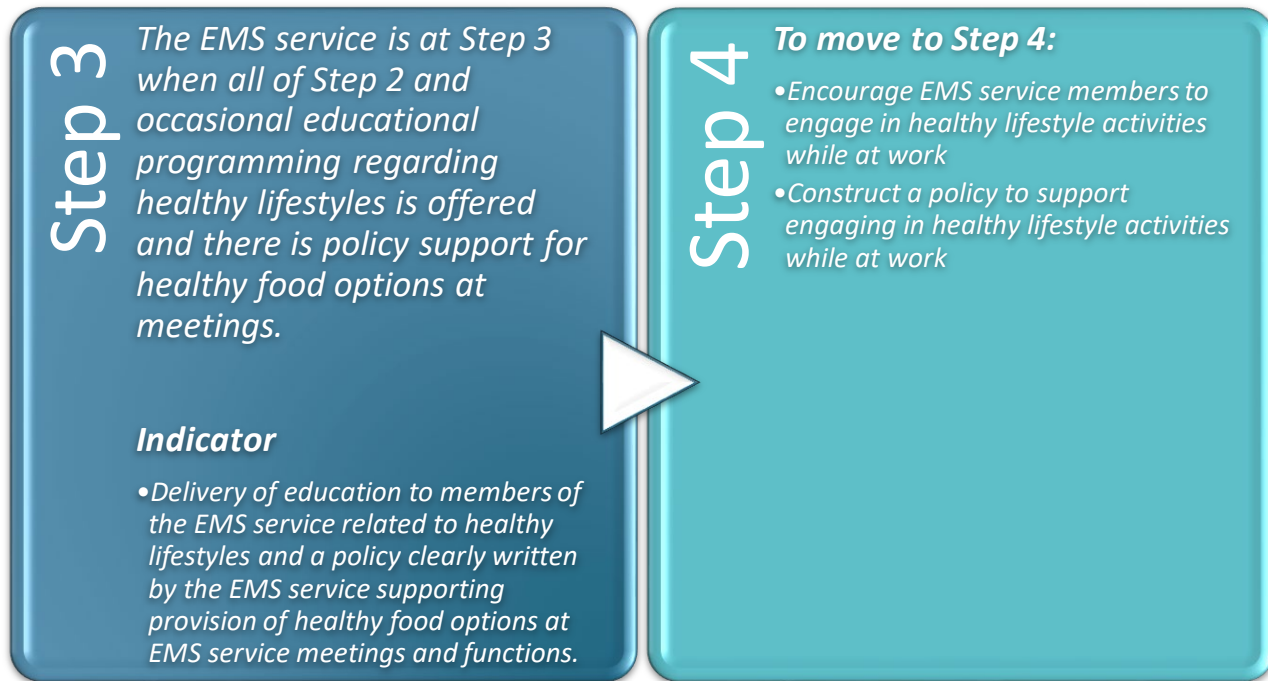 Step 3
The EMS service is at Step 3
when all of Step 2 and
occasional educational
programming regarding
healthy lifestyles is offered
and there is policy support for
healthy food options at
meetings.
Indicator
•Delivery of education to members of
the EMS service related to healthy
lifestyles and a policy clearly written
by the EMS service supporting
provision of healthy food options at
EMS service meetings and functions.
Step 4
To move to Step 4:
•Encourage EMS service members to
engage in healthy lifestyle activities
while at work
•Construct a policy to support
engaging in healthy lifestyle activities
while at work